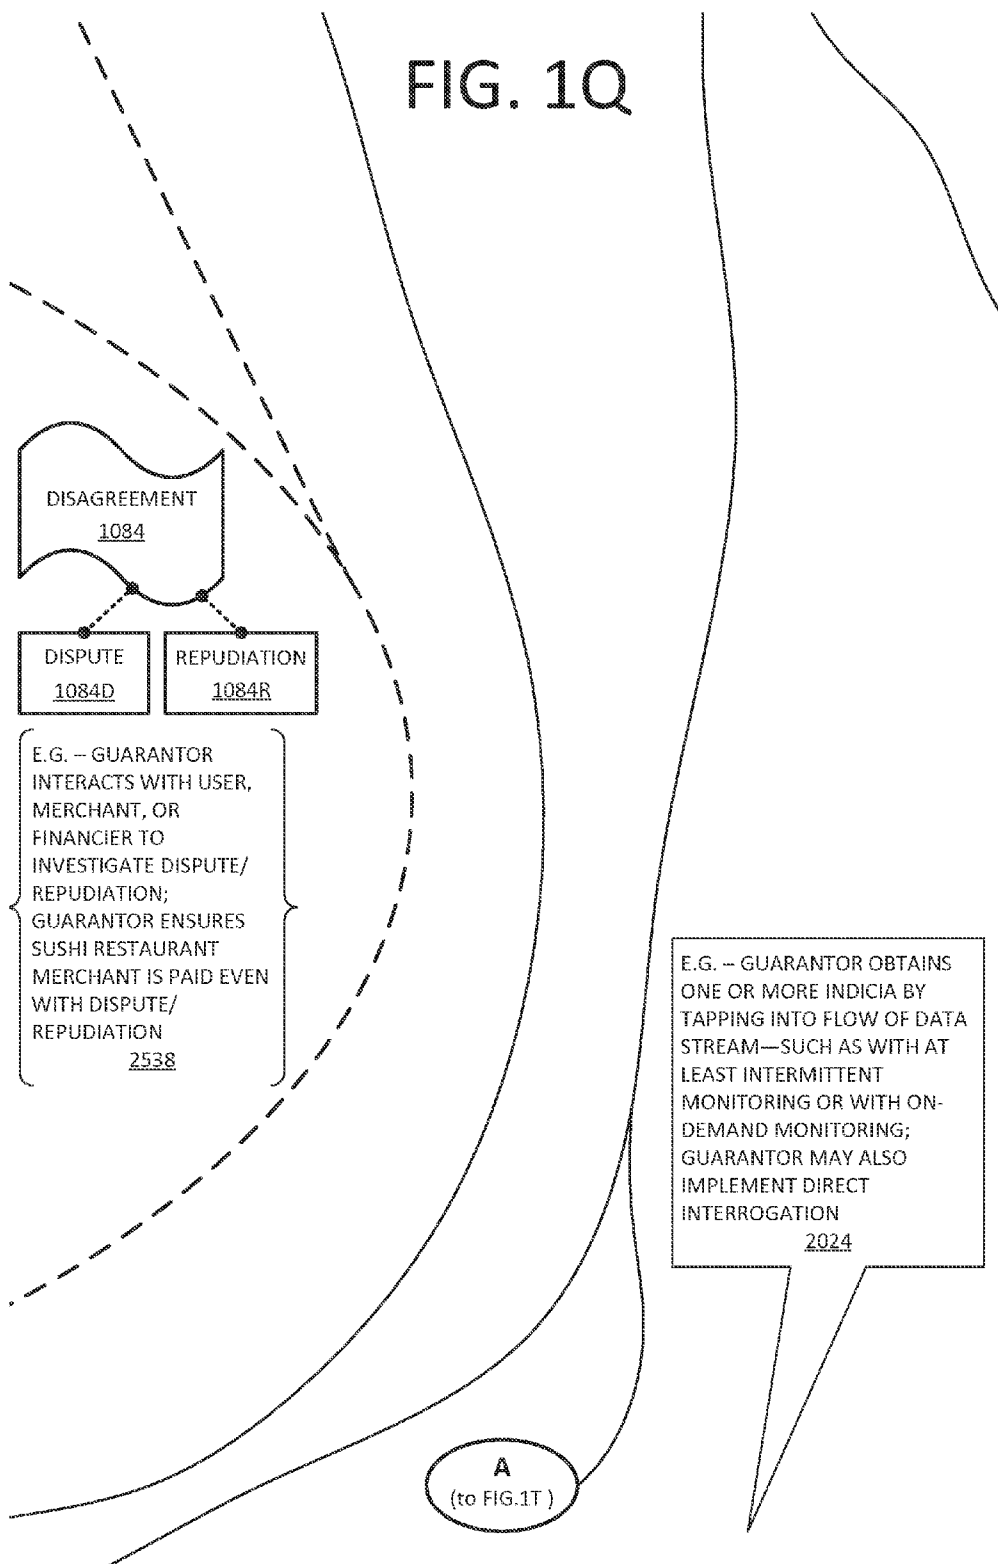 FIG. 1Q
DISAGREEMENT
1084
DISPUTE
1084D
REPUDIATION
1084R
E.G. – GUARANTOR
INTERACTS WITH USER,
MERCHANT, OR
FINANCIER TO
INVESTIGATE DISPUTE/
REPUDIATION;
GUARANTOR ENSURES
SUSHI RESTAURANT
MERCHANT IS PAID EVEN
WITH DISPUTE/
REPUDIATION
2538
E.G. – GUARANTOR OBTAINS
ONE OR MORE INDICIA BY
TAPPING INTO FLOW OF DATA
STREAM—SUCH AS WITH AT
LEAST INTERMITTENT
MONITORING OR WITH ON-
DEMAND MONITORING;
GUARANTOR MAY ALSO
IMPLEMENT DIRECT
INTERROGATION
2024
A
(to FIG.1T )